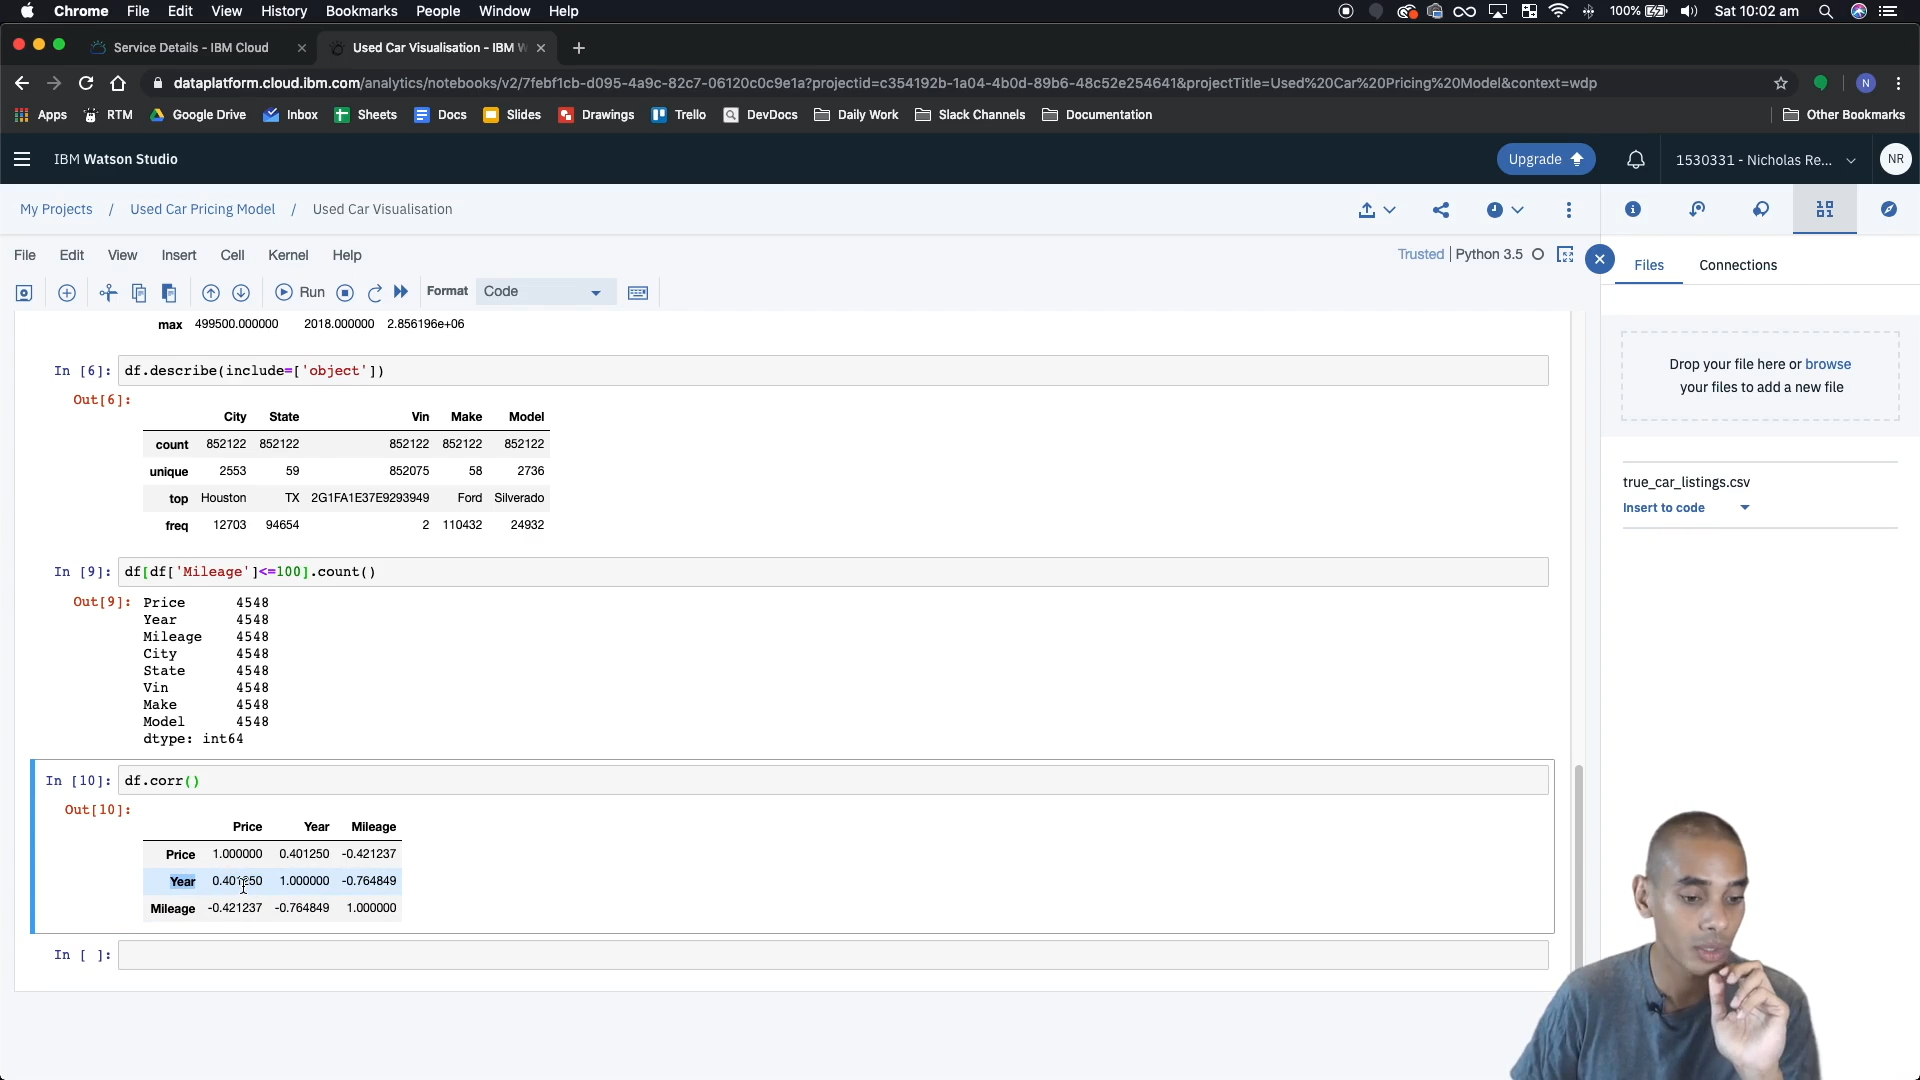 Chrome File Edit View History Bookmarks People Window Help 100% Sat 10:02 am
Service Details - IBM Cloud Used Car Visualisation - IBM W
dataplatform.cloud.ibm.com/analytics/notebooks/v2/7febf1cb-d095-4a9c-82c7-06120c0c9e1a?projectid=c354192b-1a04-4b0d-89b6-48c52e254641&projectTitle=Used%20Car%20Pricing%20Model&context=wdp N
Apps RTM Google Drive Inbox Sheets Docs Slides Drawings Trello DevDocs Daily Work Slack Channels Documentation Other Bookmarks
IBM Watson Studio Upgrade 1530331 - Nicholas Re... NR
My Projects / Used Car Pricing Model / Used Car Visualisation
File Edit View Insert Cell Kernel Help Trusted Python 3.5 Files Connections
Run Format Code
max 499500.000000 2018.000000 2.856196e+06
In [6]: df.describe(include=['object'])
Out[6]:
City State Vin Make Model
count 852122 852122 852122 852122 852122
unique 2553 59 852075 58 2736
top Houston TX 2G1FA1E37E9293949 Ford Silverado
freq 12703 94654 2 110432 24932
In [9]: df[df['Mileage']<=100].count()
Out[9]: Price 4548
Year 4548
Mileage 4548
City 4548
State 4548
Vin 4548
Make 4548
Model 4548
dtype: int64
In [10]: df.corr()
Out[10]:
Price Year Mileage
Price 1.000000 0.401250 -0.421237
Year 0.401250 1.000000 -0.764849
Mileage -0.421237 -0.764849 1.000000
In [ ]:
Drop your file here or browse
your files to add a new file
true_car_listings.csv
Insert to code